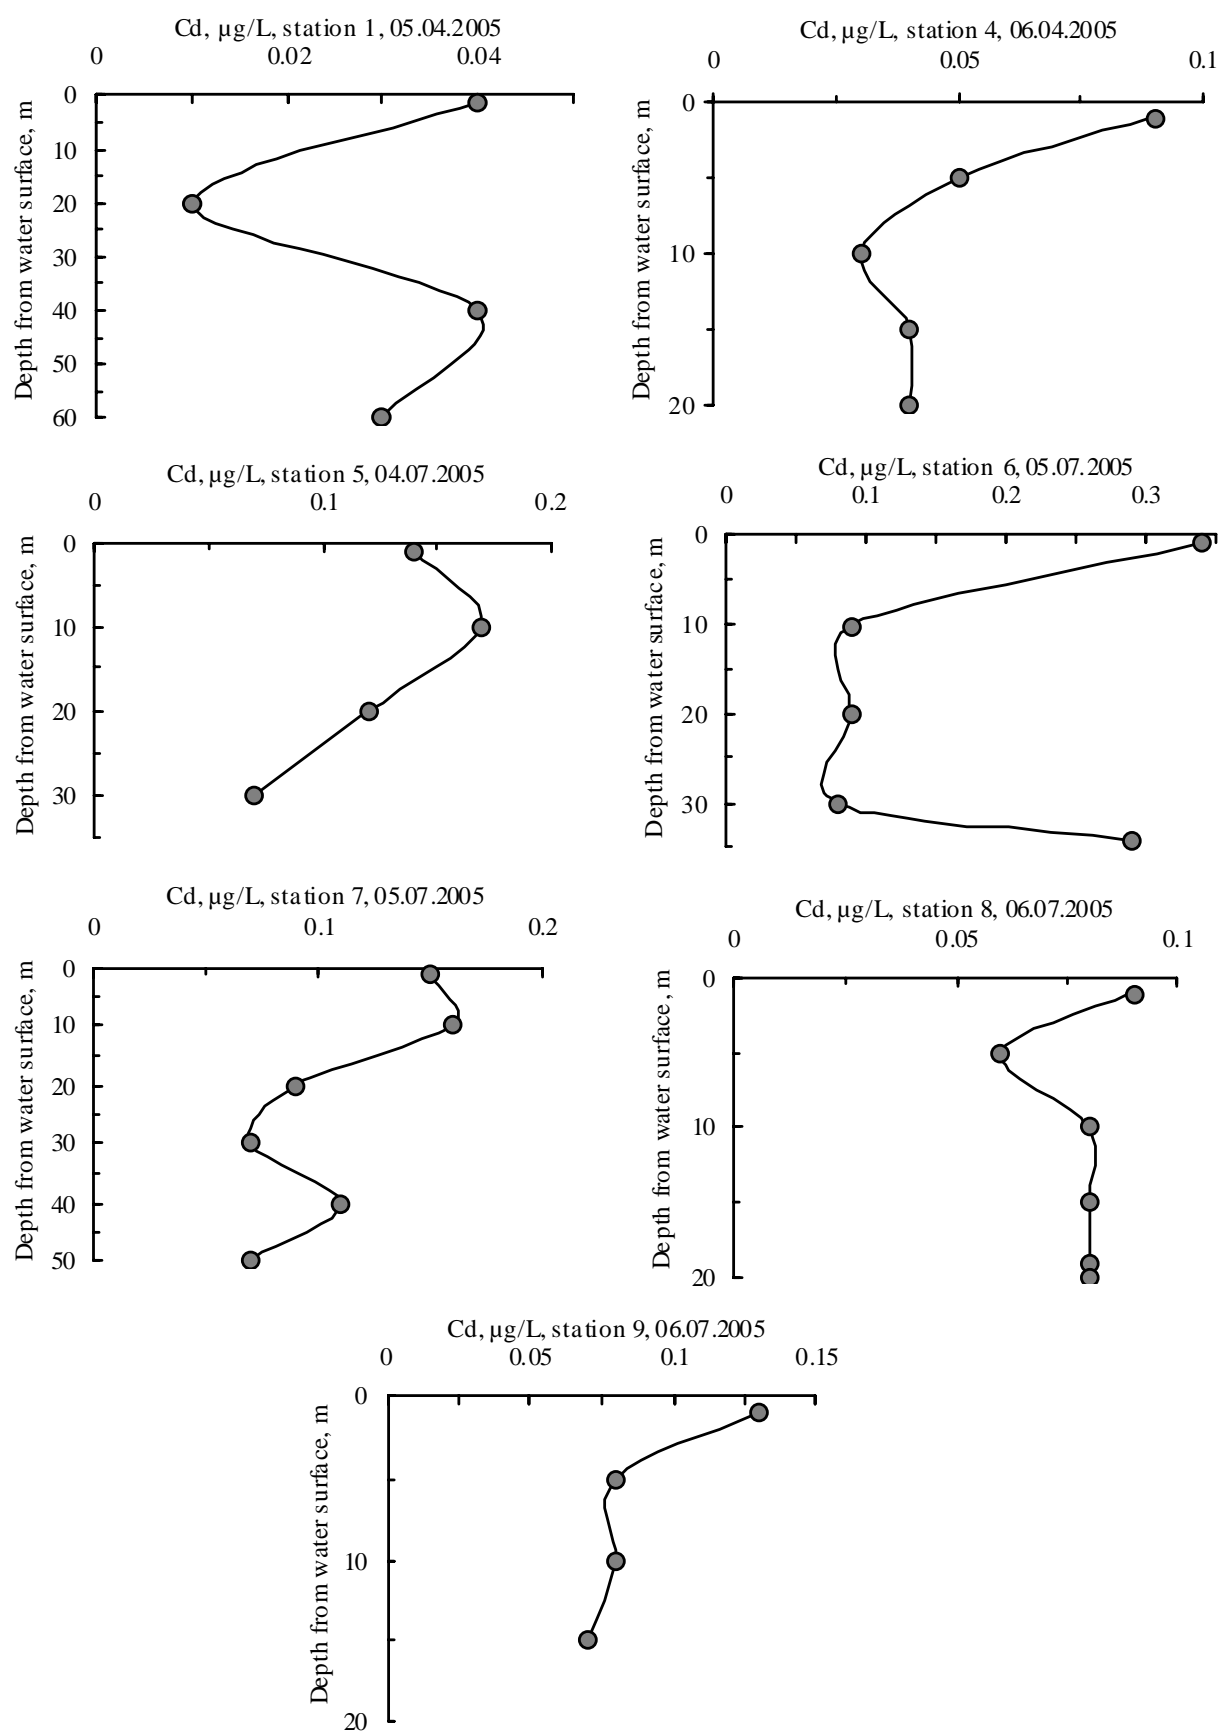 Cd, µg/L, station 1, 05.04.2005
0 0.02 0.04
Depth from water surface, m
0
10
20
30
40
50
60
Cd, µg/L, station 4, 06.04.2005
0 0.05 0.1
Depth from water surface, m
0
10
20
Cd, µg/L, station 5, 04.07.2005
0 0.1 0.2
Depth from water surface, m
0
10
20
30
Cd, µg/L, station 6, 05.07.2005
0 0.1 0.2 0.3
Depth from water surface, m
0
10
20
30
Cd, µg/L, station 7, 05.07.2005
0 0.1 0.2
Depth from water surface, m
0
10
20
30
40
50
Cd, µg/L, station 8, 06.07.2005
0 0.05 0.1
Depth from water surface, m
0
10
20
Cd, µg/L, station 9, 06.07.2005
0 0.05 0.1 0.15
Depth from water surface, m
0
10
20